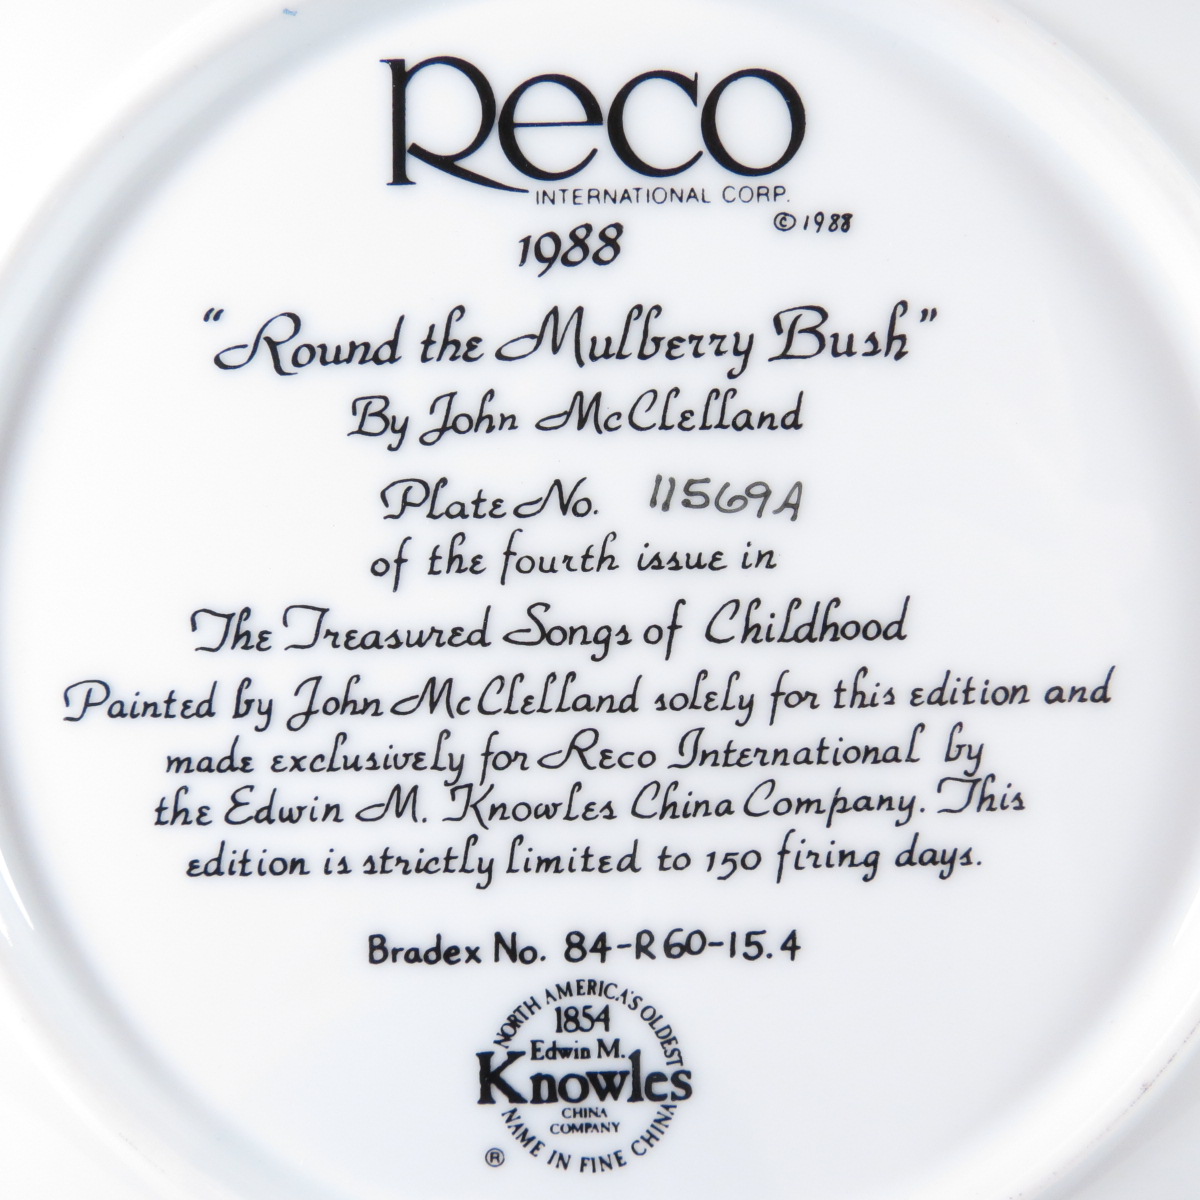 Reco
INTERNATIONAL CORP.
© 1988
1988
"Round the Mulberry Bush"
By John McClelland
Plate No. 11569A
of the fourth issue in
The Treasured Songs of Childhood
Painted by John McClelland solely for this edition and
made exclusively for Reco International by
the Edwin M. Knowles China Company. This
edition is strictly limited to 150 firing days.
Bradex No. 84-R60-15.4
NORTH AMERICA'S OLDEST
1854
Edwin M.
Knowles
CHINA
COMPANY
NAME IN FINE CHINA
®